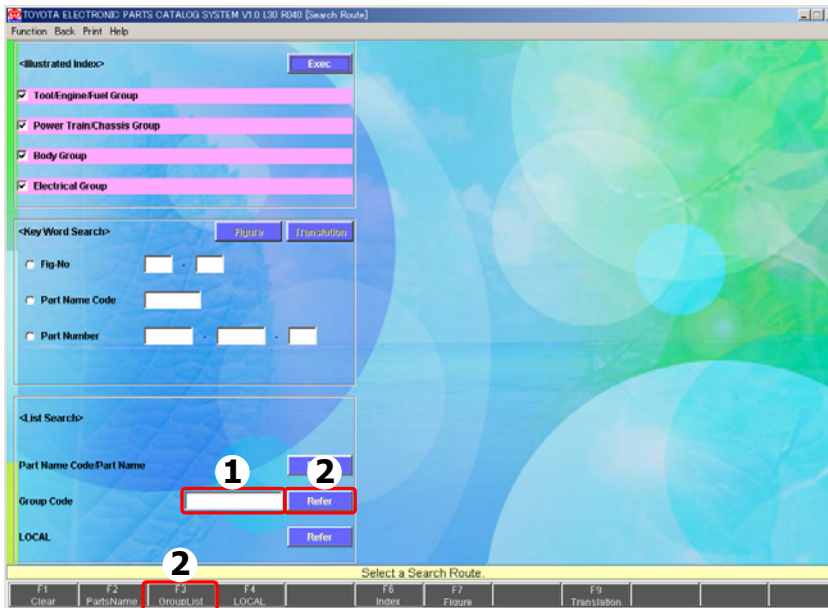 TOYOTA ELECTRONIC PARTS CATALOG SYSTEM V1.0 L30 R040 [Search Route]
Function Back Print Help
<Illustrated Index> Exec
Tool/Engine/Fuel Group
Power Train/Chassis Group
Body Group
Electrical Group
<Key Word Search> Figure Translation
Fig-No -
Part Name Code
Part Number - -
<List Search>
Part Name Code/Part Name
1 2
Group Code Refer
LOCAL Refer
2
Select a Search Route.
F1 F2 F3 F4 F6 F7 F9
Clear PartsName GroupList LOCAL Index Figure Translation